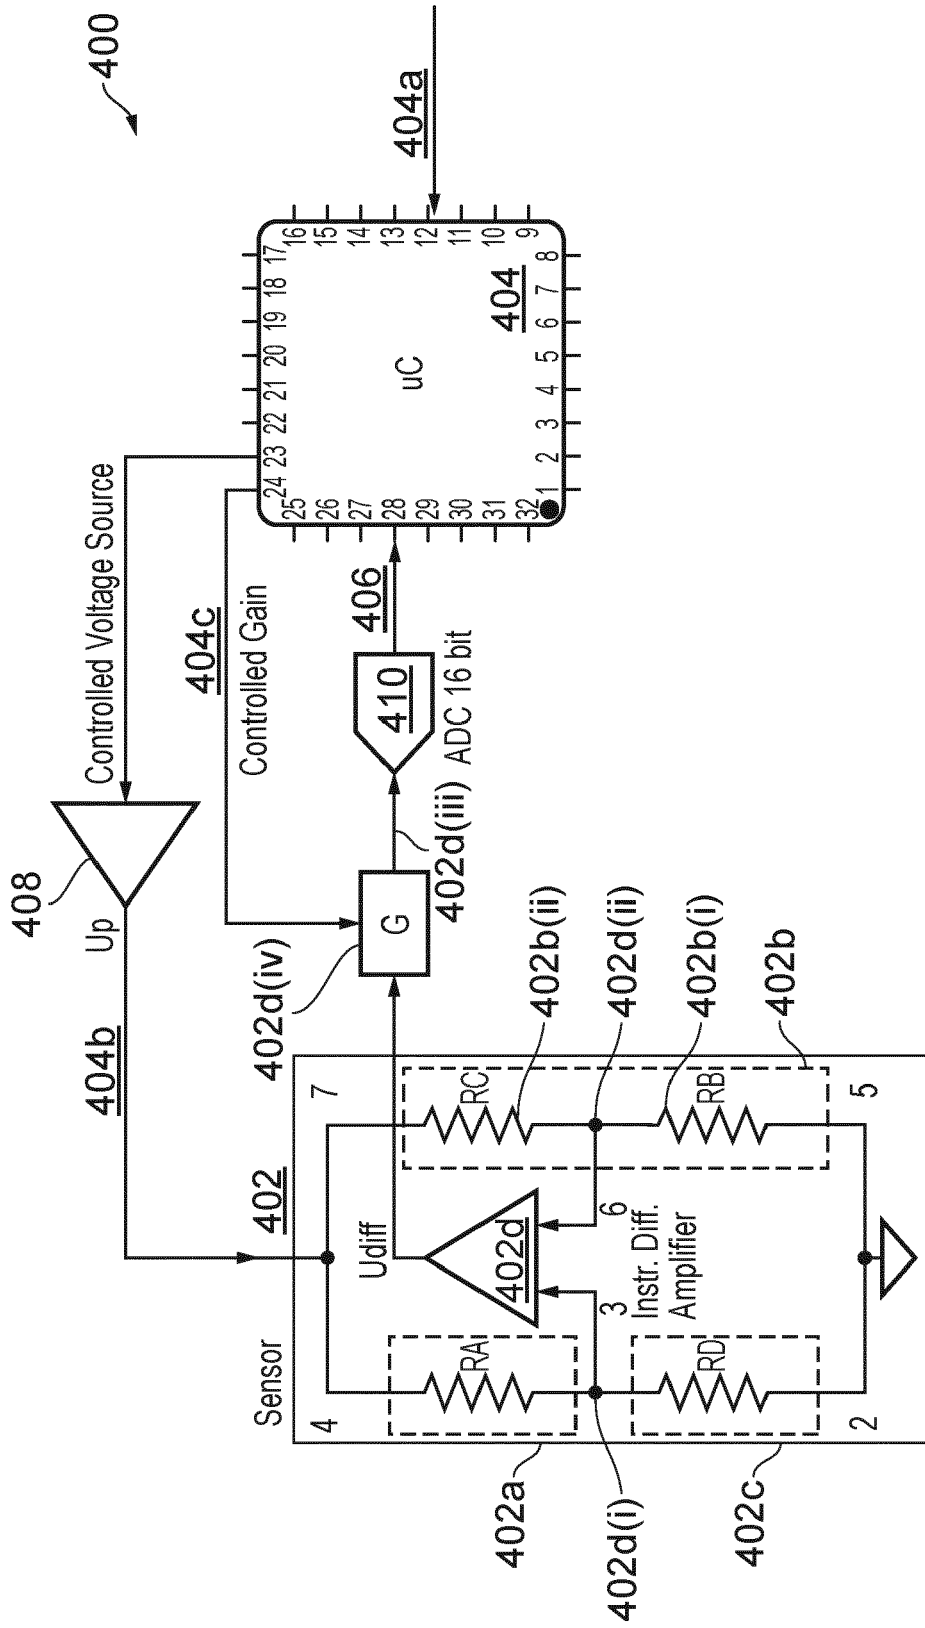 400
408
Up
Controlled Voltage Source
404b
404c
Controlled Gain
404a
402d(iv)
G
402d(iii)
410
ADC 16 bit
406
uC
404
1
2
3
4
5
6
7
8
9
10
11
12
13
14
15
16
17
18
19
20
21
22
23
24
25
26
27
28
29
30
31
32
Sensor
402
4
7
Udiff
402d
RA
RC
3
6
Instr. Diff.
Amplifier
RD
RB
2
5
402a
402d(i)
402c
402b(ii)
402d(ii)
402b(i)
402b